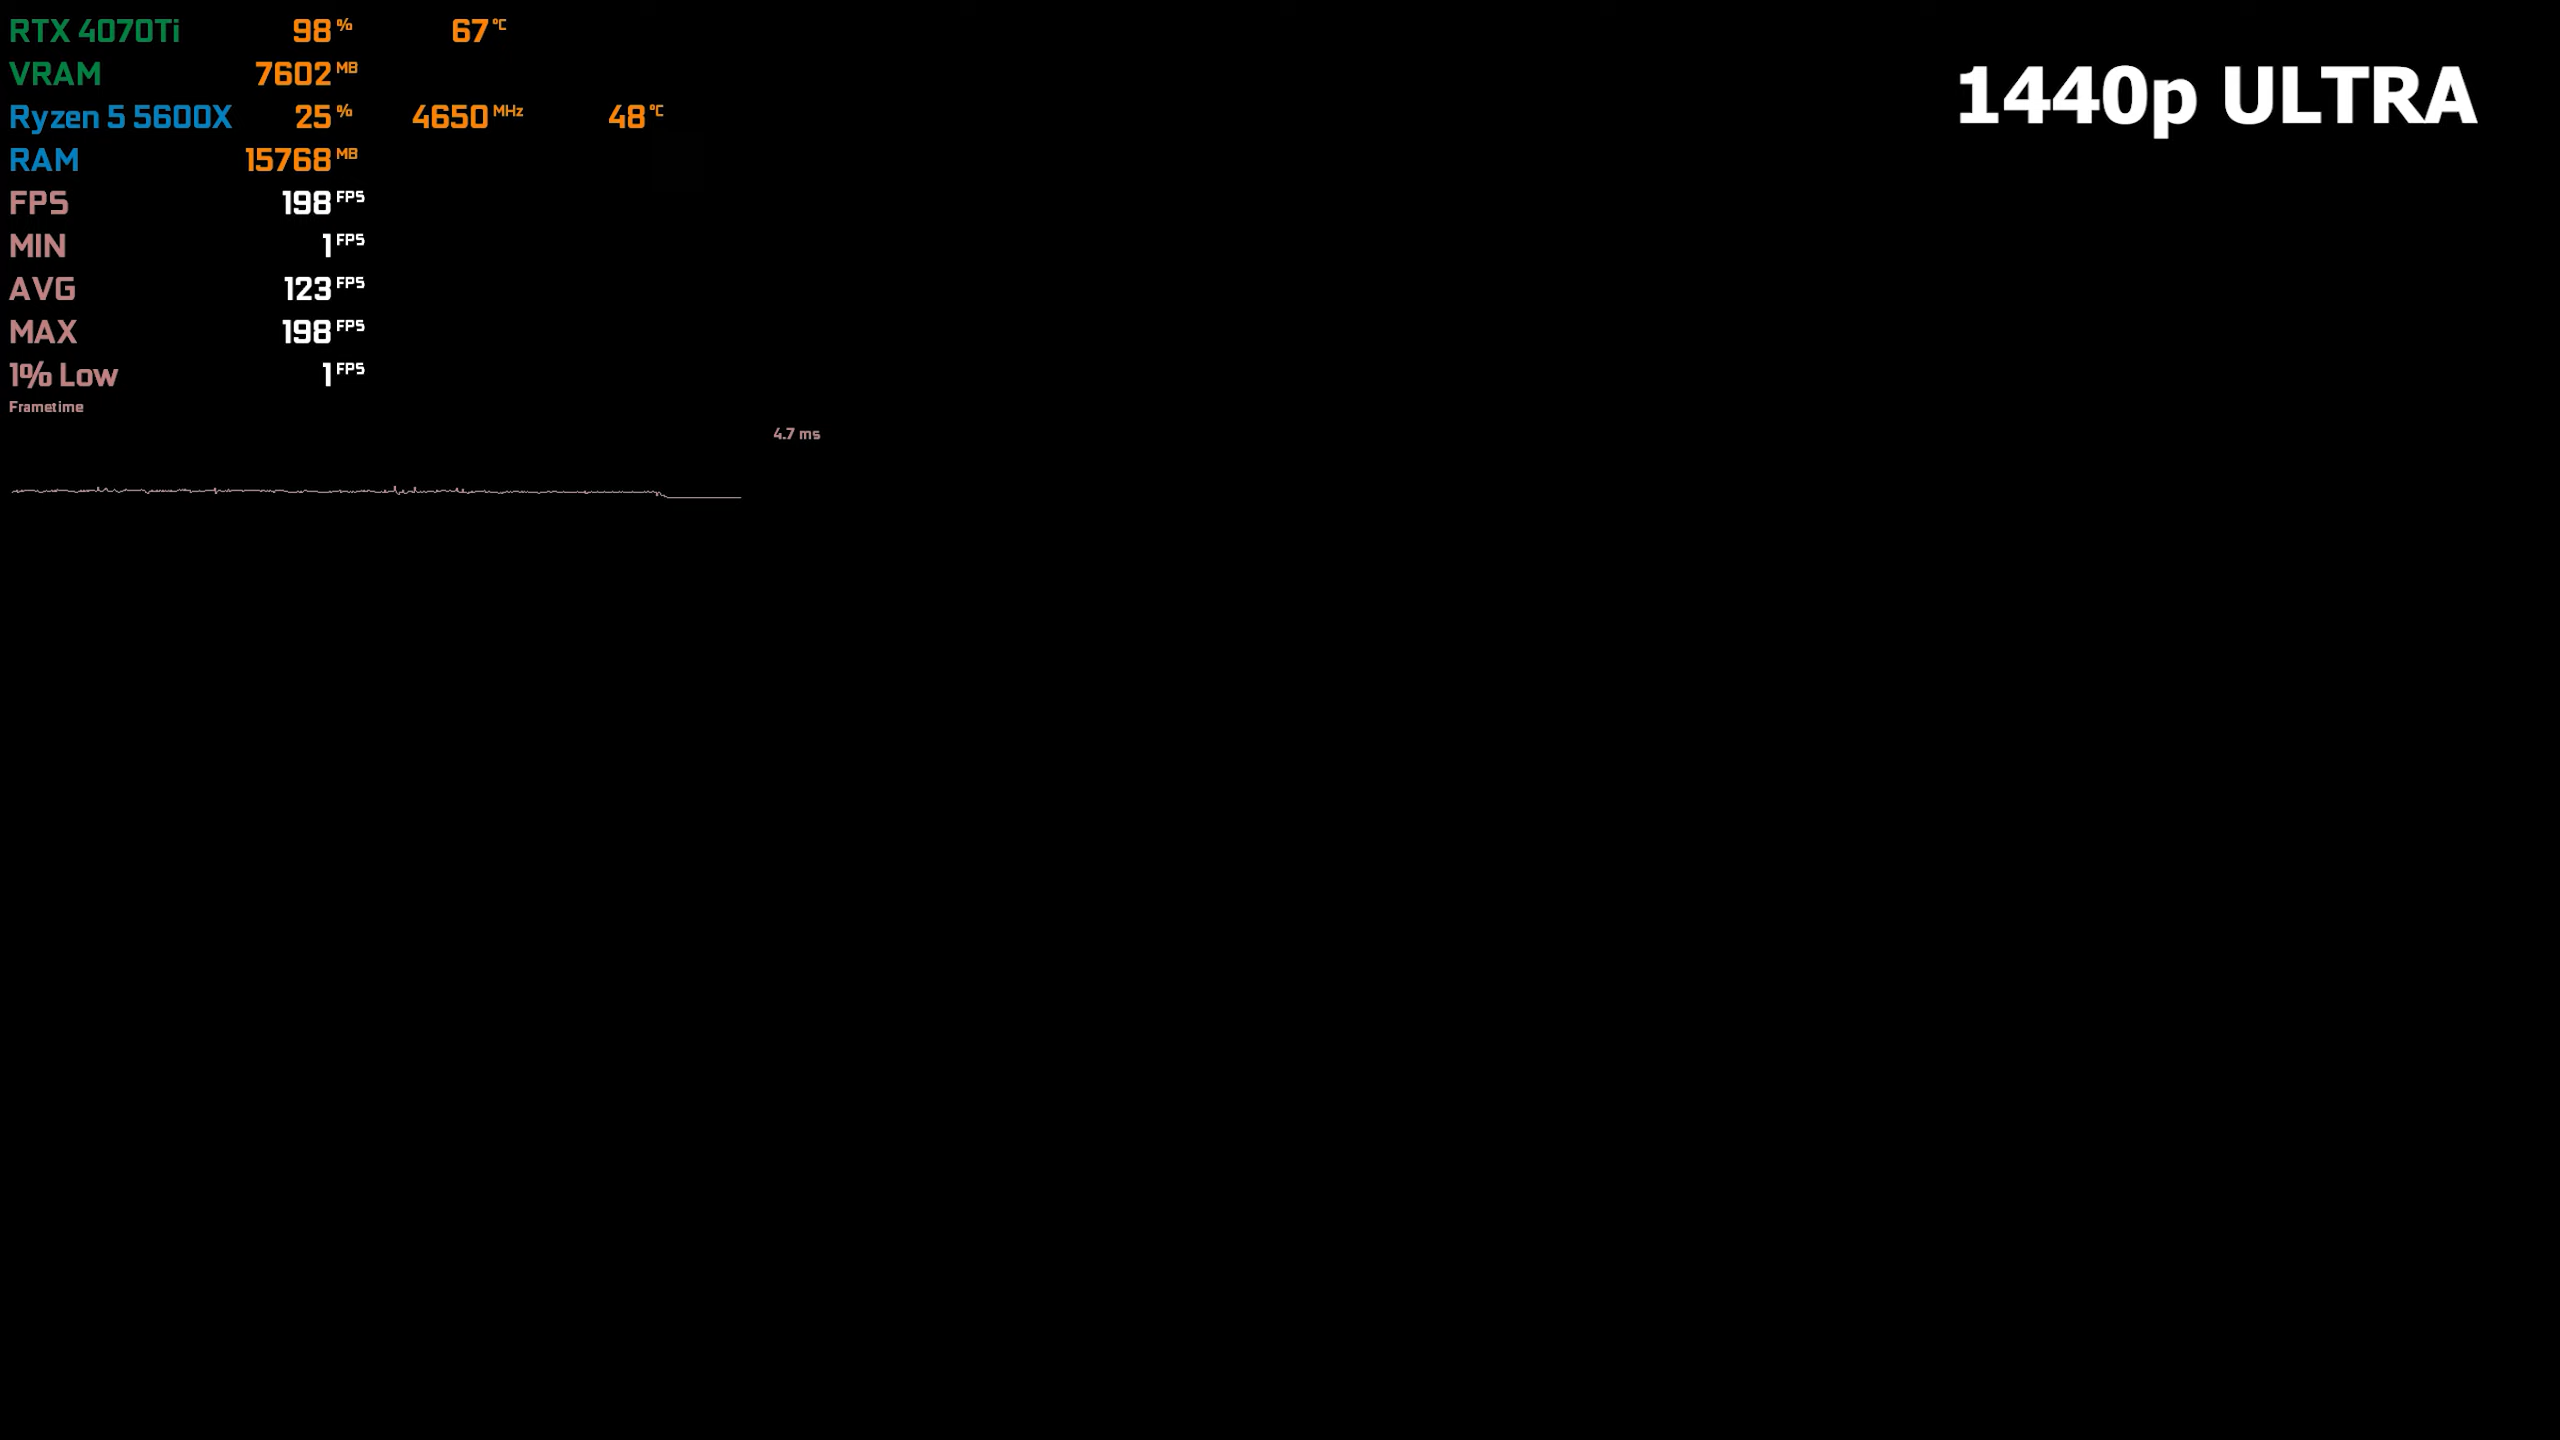 RTX 4070Ti 98 % 67 °C
1440p ULTRA
VRAM 7602 MB
Ryzen 5 5600X 25 % 4650 MHz 48 °C
RAM 15768 MB
FPS 198 FPS
MIN 1 FPS
AVG 123 FPS
MAX 198 FPS
1% Low 1 FPS
Frametime
4.7 ms